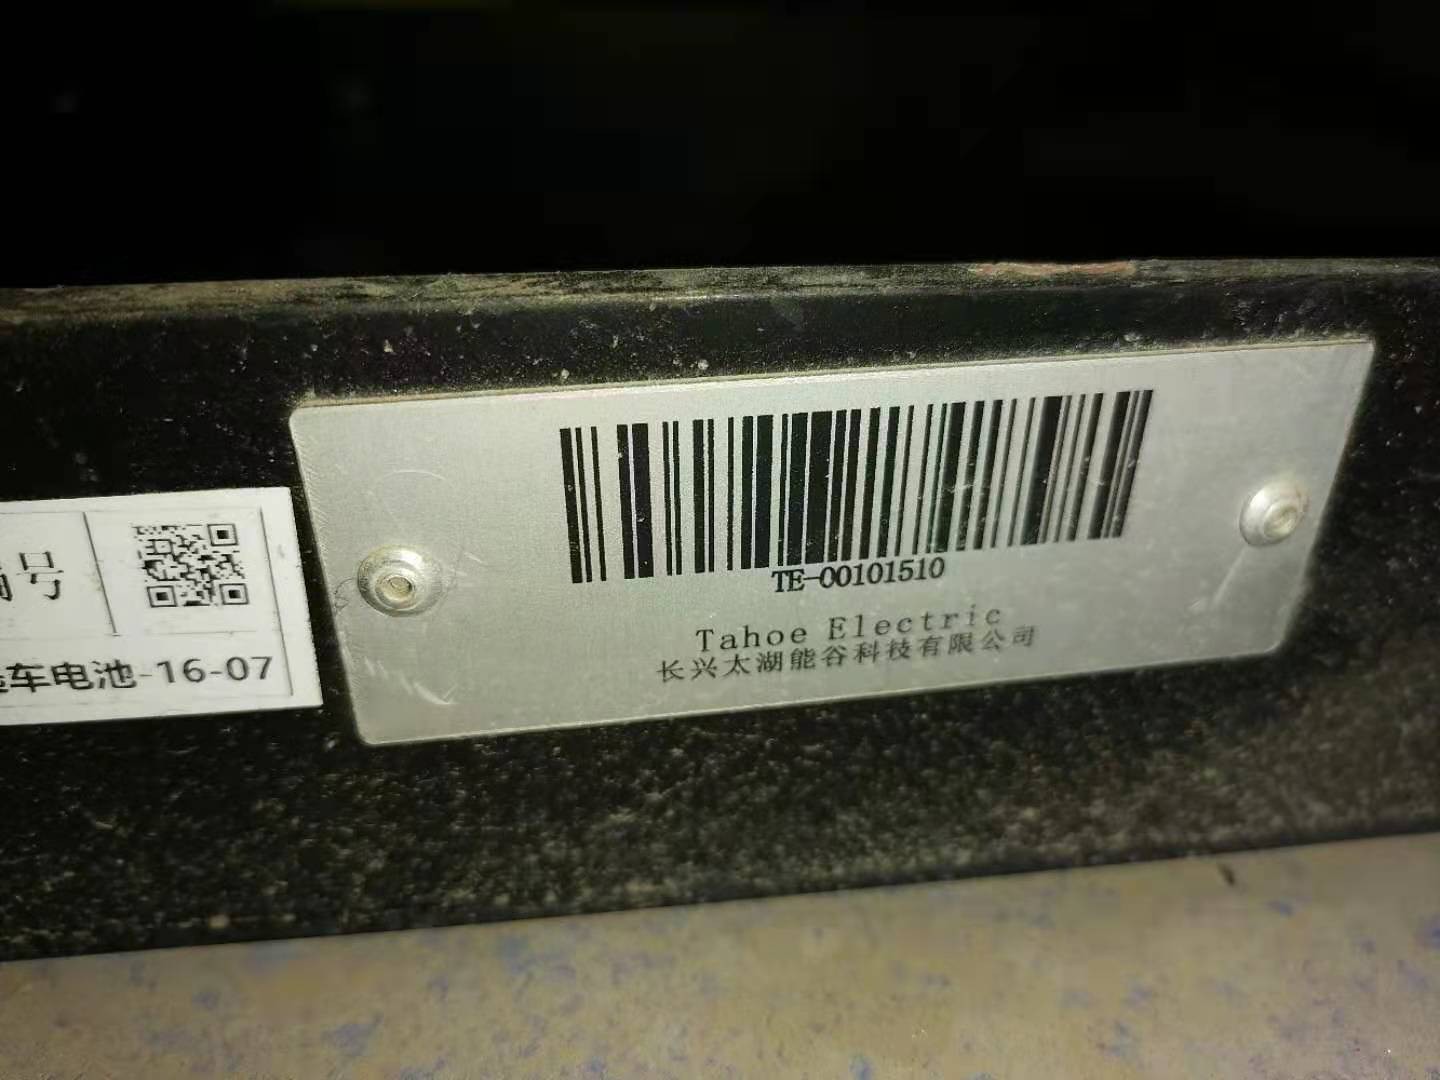 号
车电池-16-07
TE-00101510
Tahoe Electric
长兴太湖能谷科技有限公司